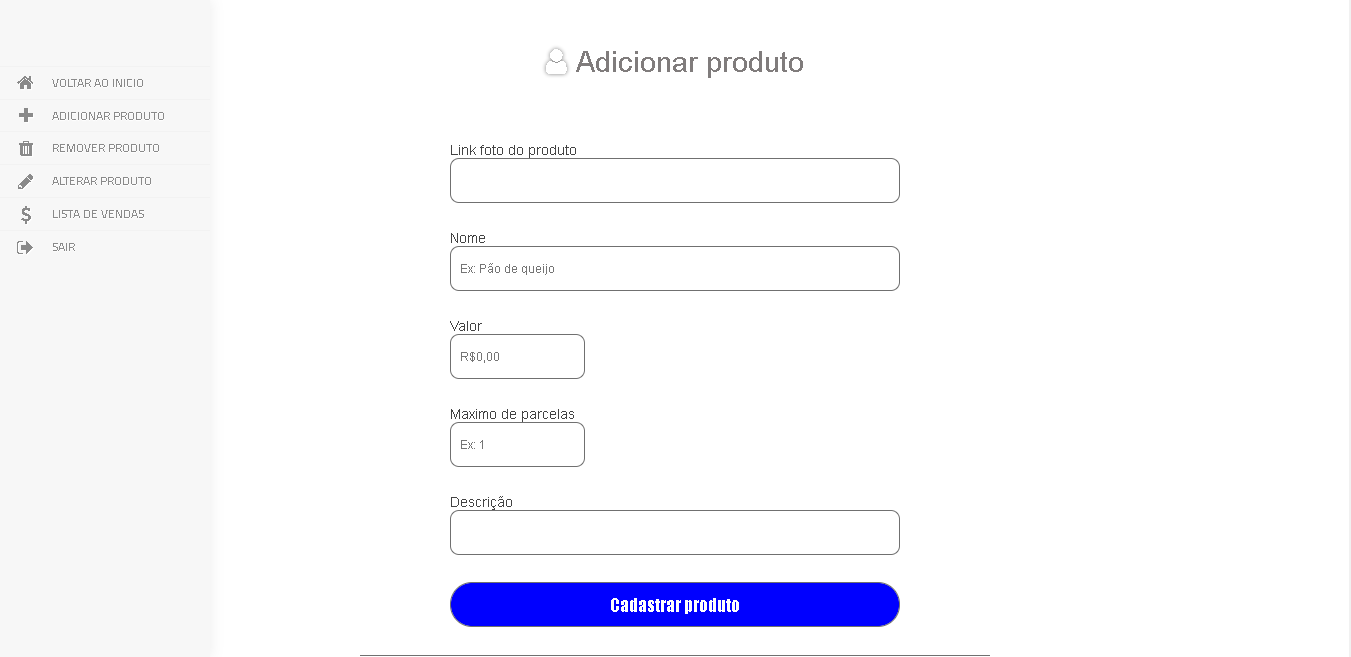 VOLTAR AO INICIO
ADICIONAR PRODUTO
REMOVER PRODUTO
ALTERAR PRODUTO
LISTA DE VENDAS
SAIR
Adicionar produto
Link foto do produto
Nome
Ex: Pão de queijo
Valor
R$0,00
Maximo de parcelas
Ex: 1
Descrição
Cadastrar produto